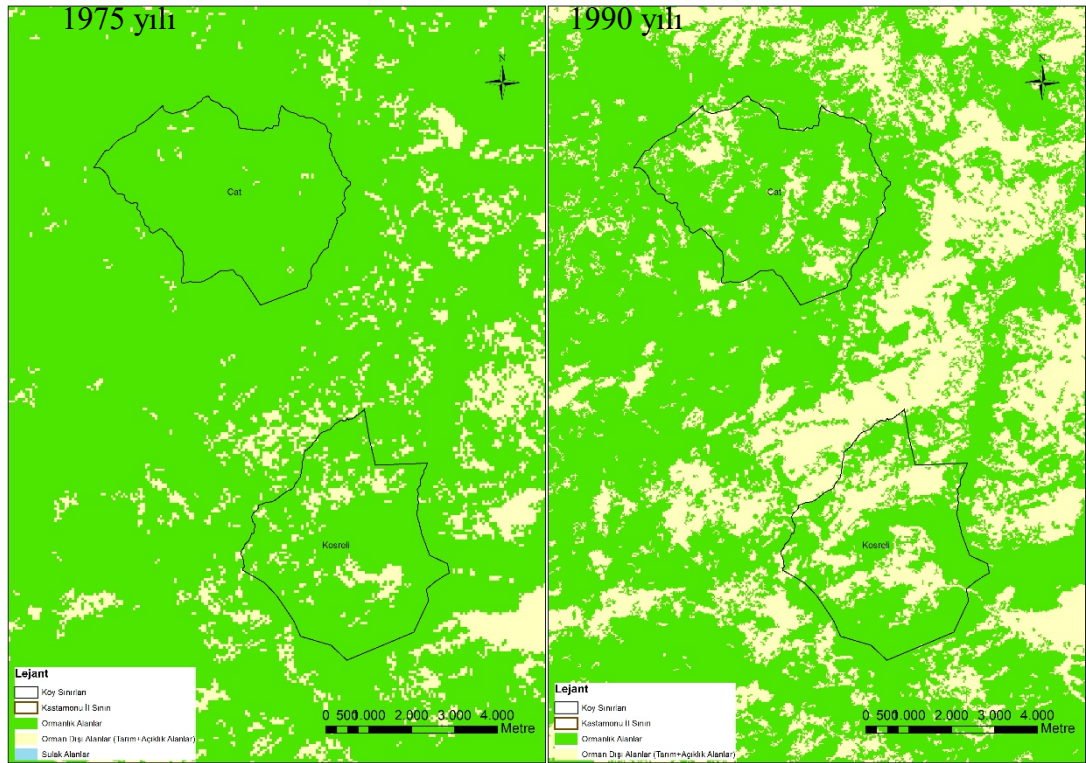 1975 yılı
N
Cat
Kosreli
Lejant
Köy Sınırları
Kastamonu İl Sınırı
Ormanlık Alanlar
Orman Dışı Alanlar (Tarım+Açıklık Alanlar)
Sulak Alanlar
0 500 1.000 2.000 3.000 4.000
Metre
1990 yılı
N
Cat
Kosreli
Lejant
Köy Sınırları
Kastamonu İl Sınırı
Ormanlık Alanlar
Orman Dışı Alanlar (Tarım+Açıklık Alanlar)
0 500 1.000 2.000 3.000 4.000
Metre